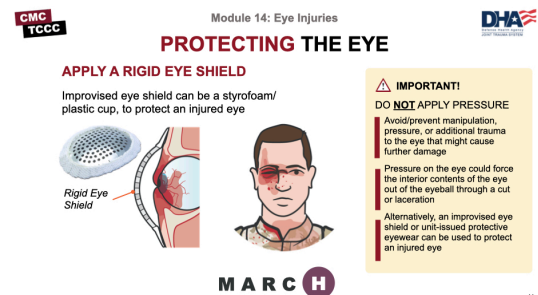 CMC
TCCC
Module 14: Eye Injuries
DHA
Defense Health Agency
JOINT TRAUMA SYSTEM
PROTECTING THE EYE
APPLY A RIGID EYE SHIELD
Improvised eye shield can be a styrofoam/
plastic cup, to protect an injured eye
Rigid Eye
Shield
IMPORTANT!
DO NOT APPLY PRESSURE
Avoid/prevent manipulation,
pressure, or additional trauma
to the eye that might cause
further damage
Pressure on the eye could force
the interior contents of the eye
out of the eyeball through a cut
or laceration
Alternatively, an improvised eye
shield or unit-issued protective
eyewear can be used to protect
an injured eye
MARC H